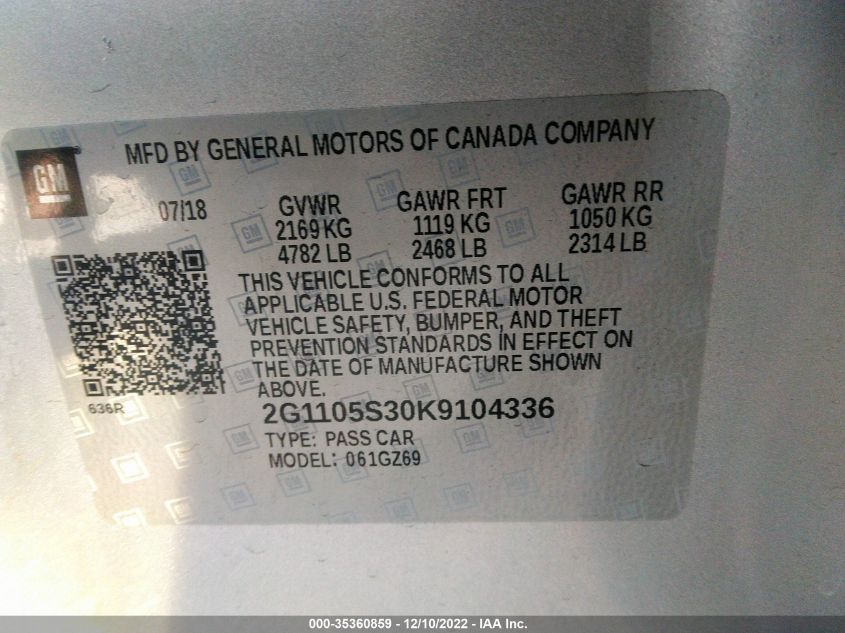 MFD BY GENERAL MOTORS OF CANADA COMPANY
GM
07/18 GVWR GAWR FRT GAWR RR
2169 KG 1119 KG 1050 KG
4782 LB 2468 LB 2314 LB
THIS VEHICLE CONFORMS TO ALL
APPLICABLE U.S. FEDERAL MOTOR
VEHICLE SAFETY, BUMPER, AND THEFT
PREVENTION STANDARDS IN EFFECT ON
THE DATE OF MANUFACTURE SHOWN
ABOVE.
636R
2G1105S30K9104336
TYPE: PASS CAR
MODEL: 061GZ69
000-35360859 - 12/10/2022 - IAA Inc.